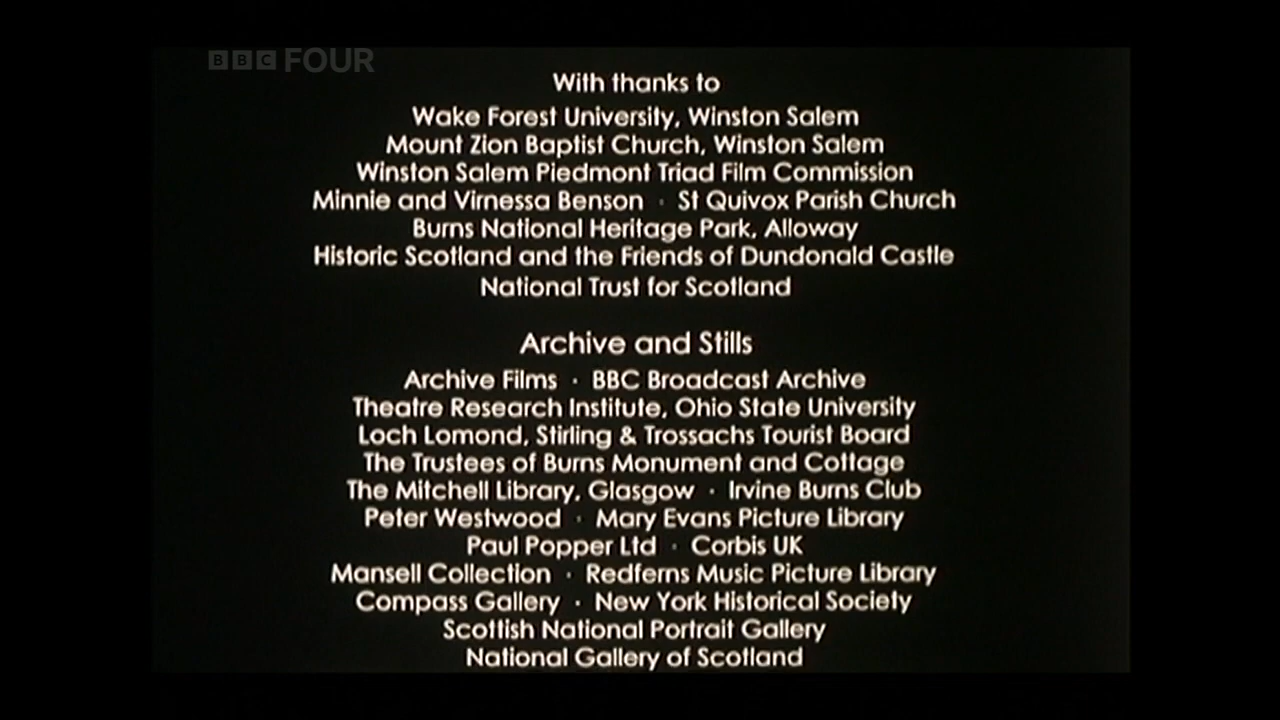 BBC FOUR
With thanks to
Wake Forest University, Winston Salem
Mount Zion Baptist Church, Winston Salem
Winston Salem Piedmont Triad Film Commission
Minnie and Virnessa Benson · St Quivox Parish Church
Burns National Heritage Park, Alloway
Historic Scotland and the Friends of Dundonald Castle
National Trust for Scotland
Archive and Stills
Archive Films · BBC Broadcast Archive
Theatre Research Institute, Ohio State University
Loch Lomond, Stirling & Trossachs Tourist Board
The Trustees of Burns Monument and Cottage
The Mitchell Library, Glasgow · Irvine Burns Club
Peter Westwood · Mary Evans Picture Library
Paul Popper Ltd · Corbis UK
Mansell Collection · Redferns Music Picture Library
Compass Gallery · New York Historical Society
Scottish National Portrait Gallery
National Gallery of Scotland